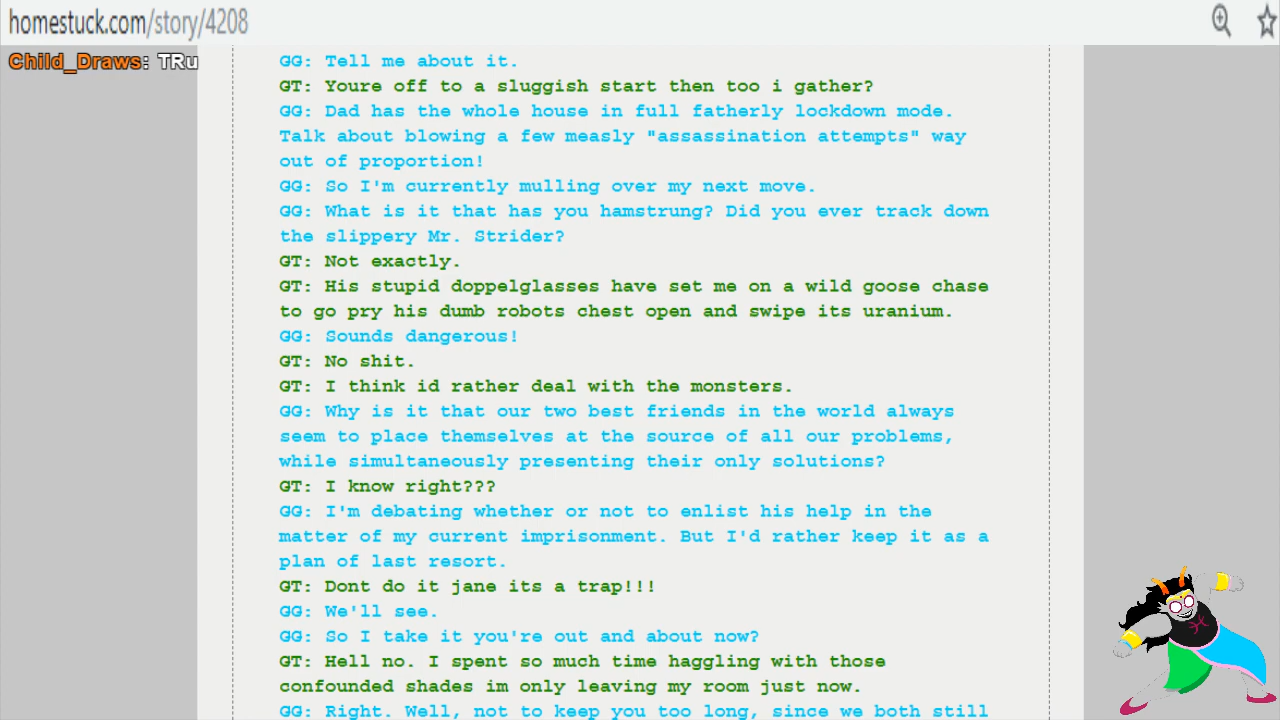 homestuck.com/story/4208
Child_Draws: TRu
GG: Tell me about it.
GT: Youre off to a sluggish start then too i gather?
GG: Dad has the whole house in full fatherly lockdown mode.
Talk about blowing a few measly "assassination attempts" way
out of proportion!
GG: So I'm currently mulling over my next move.
GG: What is it that has you hamstrung? Did you ever track down
the slippery Mr. Strider?
GT: Not exactly.
GT: His stupid doppelglasses have set me on a wild goose chase
to go pry his dumb robots chest open and swipe its uranium.
GG: Sounds dangerous!
GT: No shit.
GT: I think id rather deal with the monsters.
GG: Why is it that our two best friends in the world always
seem to place themselves at the source of all our problems,
while simultaneously presenting their only solutions?
GT: I know right???
GG: I'm debating whether or not to enlist his help in the
matter of my current imprisonment. But I'd rather keep it as a
plan of last resort.
GT: Dont do it jane its a trap!!!
GG: We'll see.
GG: So I take it you're out and about now?
GT: Hell no. I spent so much time haggling with those
confounded shades im only leaving my room just now.
GG: Right. Well, not to keep you too long, since we both still